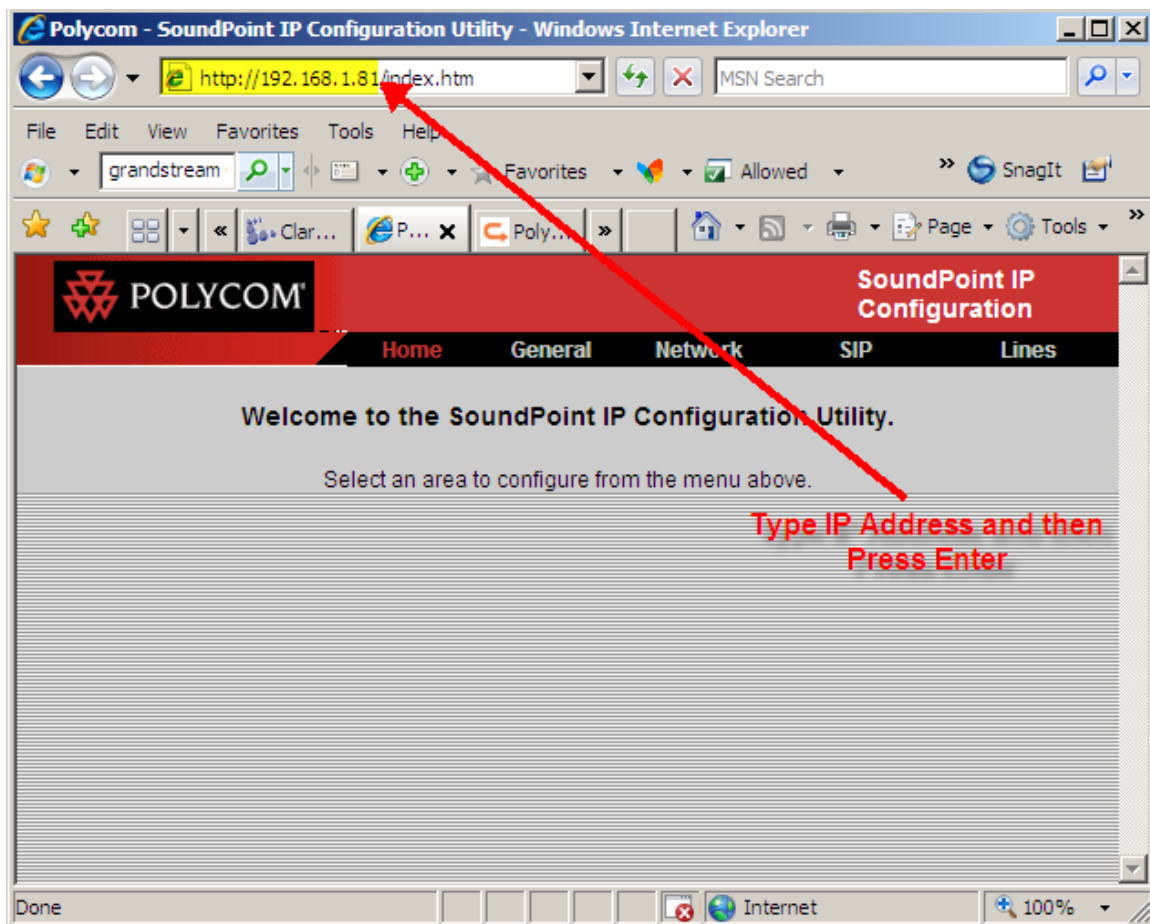 Polycom - SoundPoint IP Configuration Utility - Windows Internet Explorer
http://192.168.1.81/index.htm
MSN Search
File Edit View Favorites Tools Help
grandstream
Favorites
Allowed
»
SnagIt
«
Clar...
P...
Poly...
»
Page
Tools
»
POLYCOM
SoundPoint IP
Configuration
Home General Network SIP Lines
Welcome to the SoundPoint IP Configuration Utility.
Select an area to configure from the menu above.
Type IP Address and then
Press Enter
Done
Internet
100%